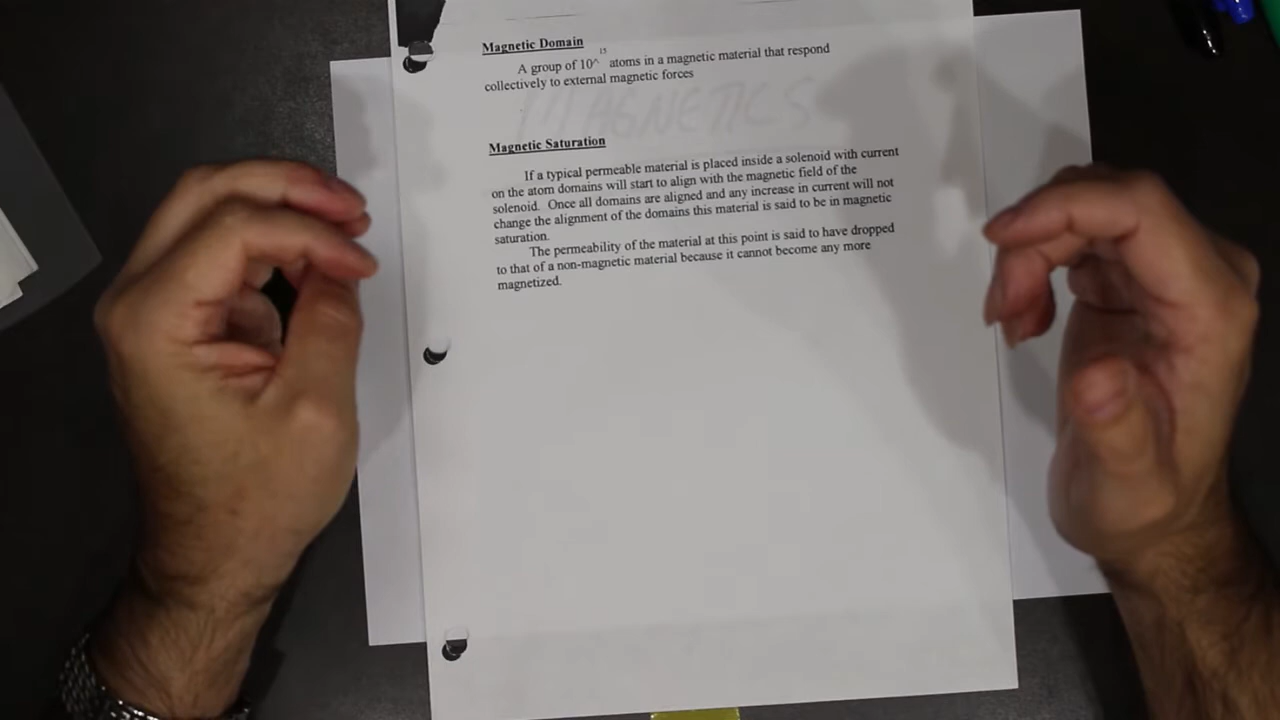 Magnetic Domain
A group of 10^ 15 atoms in a magnetic material that respond
collectively to external magnetic forces
MAGNETICS
Magnetic Saturation
If a typical permeable material is placed inside a solenoid with current
on the atom domains will start to align with the magnetic field of the
solenoid. Once all domains are aligned and any increase in current will not
change the alignment of the domains this material is said to be in magnetic
saturation.
The permeability of the material at this point is said to have dropped
to that of a non-magnetic material because it cannot become any more
magnetized.